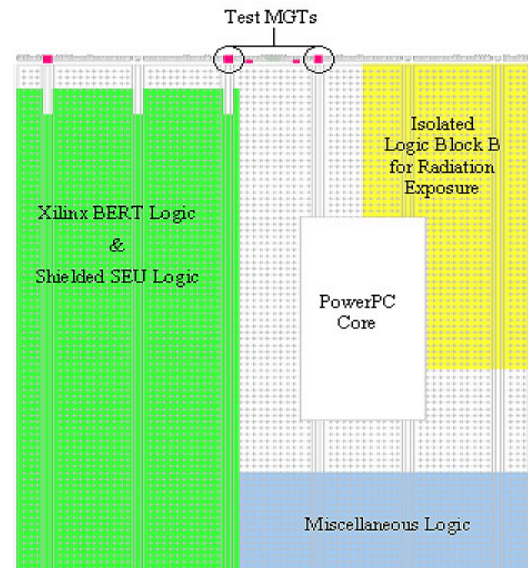 Test MGTs
Isolated
Logic Block B
for Radiation
Exposure
Xilinx BERT Logic
&
Shielded SEU Logic
PowerPC
Core
Miscellaneous Logic